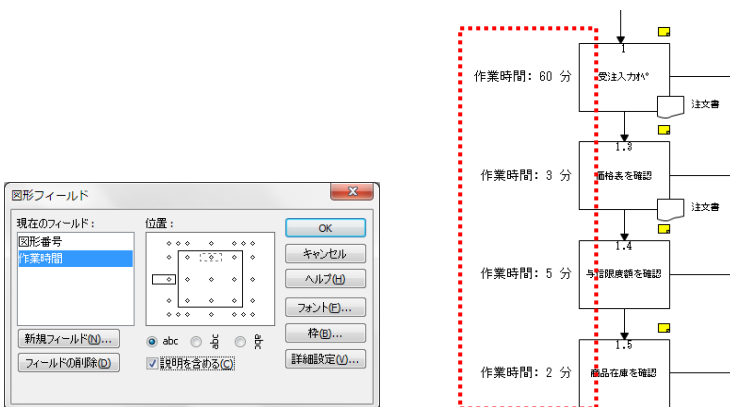 図形フィールド
現在のフィールド:
図形番号
作業時間
新規フィールド(N)...
フィールドの削除(D)
位置:
abc
abc
abc
説明を含める(C)
OK
キャンセル
ヘルプ(H)
フォント(F)...
枠(B)...
詳細設定(V)...
1
作業時間: 60 分
受注入力オペ
注文書
1.3
作業時間: 3 分
価格表を確認
注文書
1.4
作業時間: 5 分
与信限度額を確認
1.5
作業時間: 2 分
商品在庫を確認